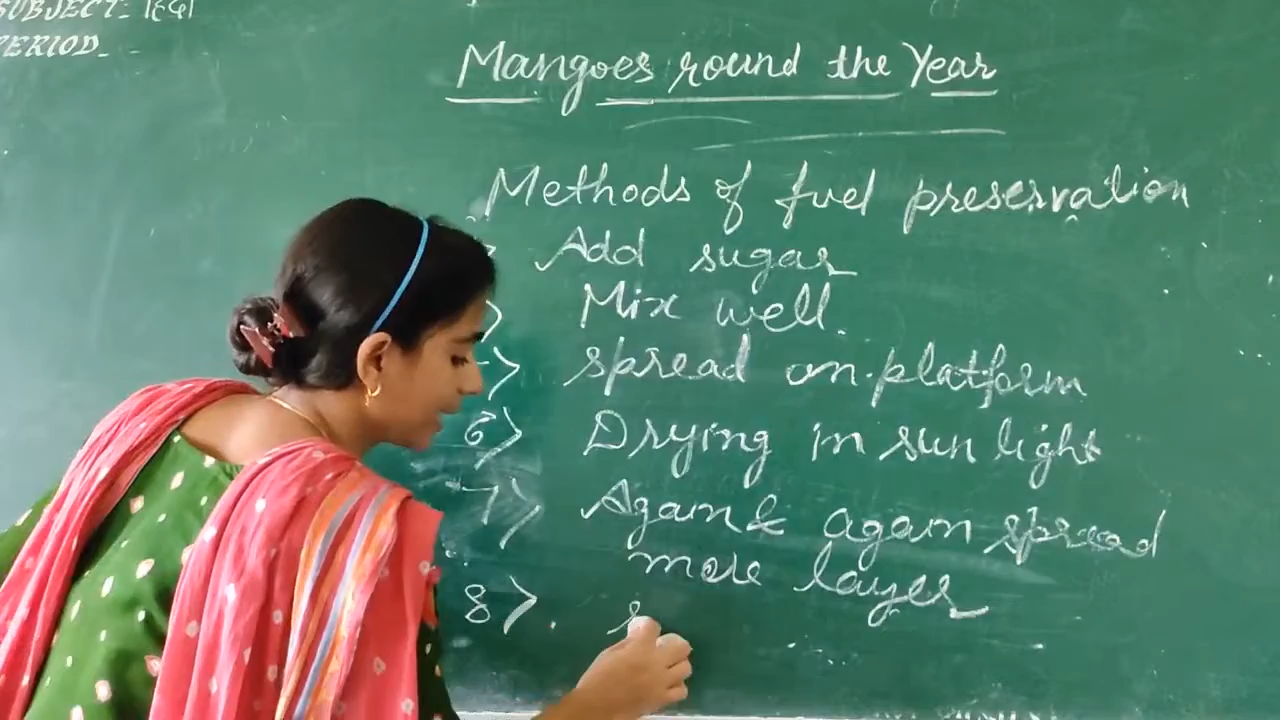 SUBJECT:
PERIOD
Mangoes round the Year
Methods of fuel preservation
Add sugar
> Mix well.
> spread on platform
6> Drying in sun light
7> Again & again spread
more layer
8>. s